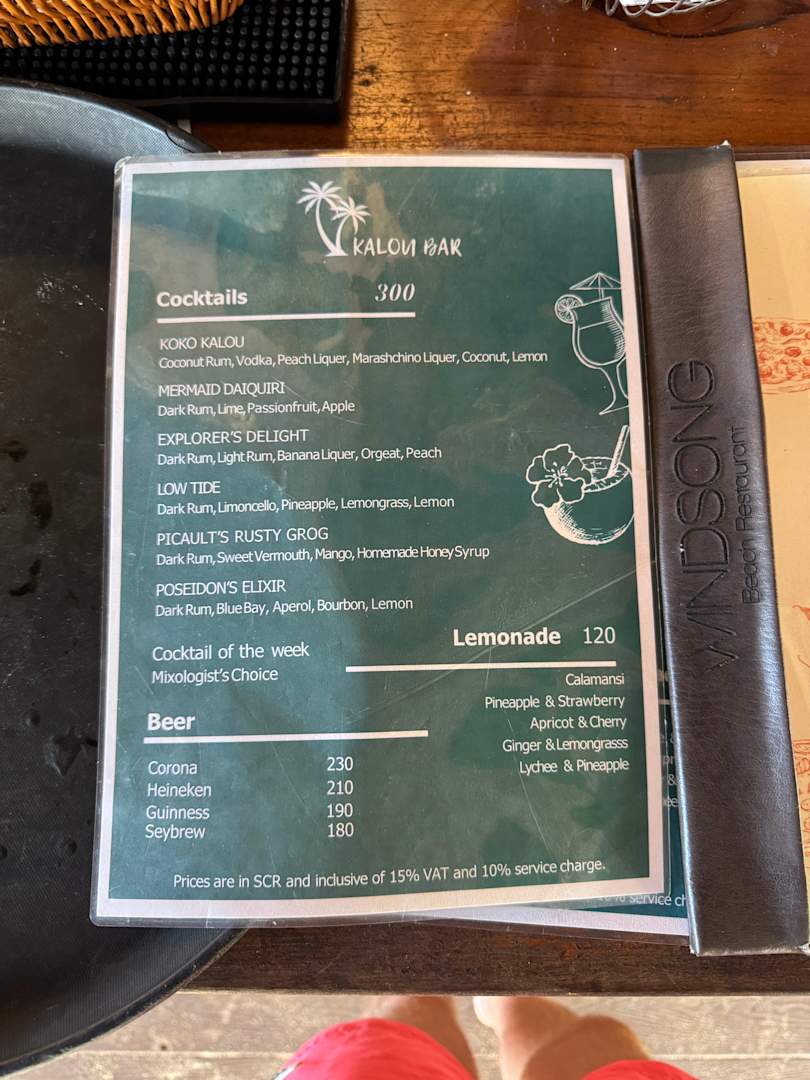 KALOU BAR
Cocktails 300
KOKO KALOU
Coconut Rum, Vodka, Peach Liquer, Marashchino Liquer, Coconut, Lemon
MERMAID DAIQUIRI
Dark Rum, Lime, Passionfruit, Apple
EXPLORER'S DELIGHT
Dark Rum, Light Rum, Banana Liquer, Orgeat, Peach
LOW TIDE
Dark Rum, Limoncello, Pineapple, Lemongrass, Lemon
PICAULT'S RUSTY GROG
Dark Rum, Sweet Vermouth, Mango, Homemade Honey Syrup
POSEIDON'S ELIXIR
Dark Rum, Blue Bay, Aperol, Bourbon, Lemon
Cocktail of the week
Mixologist's Choice
Lemonade 120
Calamansi
Pineapple & Strawberry
Apricot & Cherry
Ginger & Lemongrasss
Lychee & Pineapple
Beer
Corona 230
Heineken 210
Guinness 190
Seybrew 180
Prices are in SCR and inclusive of 15% VAT and 10% service charge.
WINDSONG
Beach Restaurant